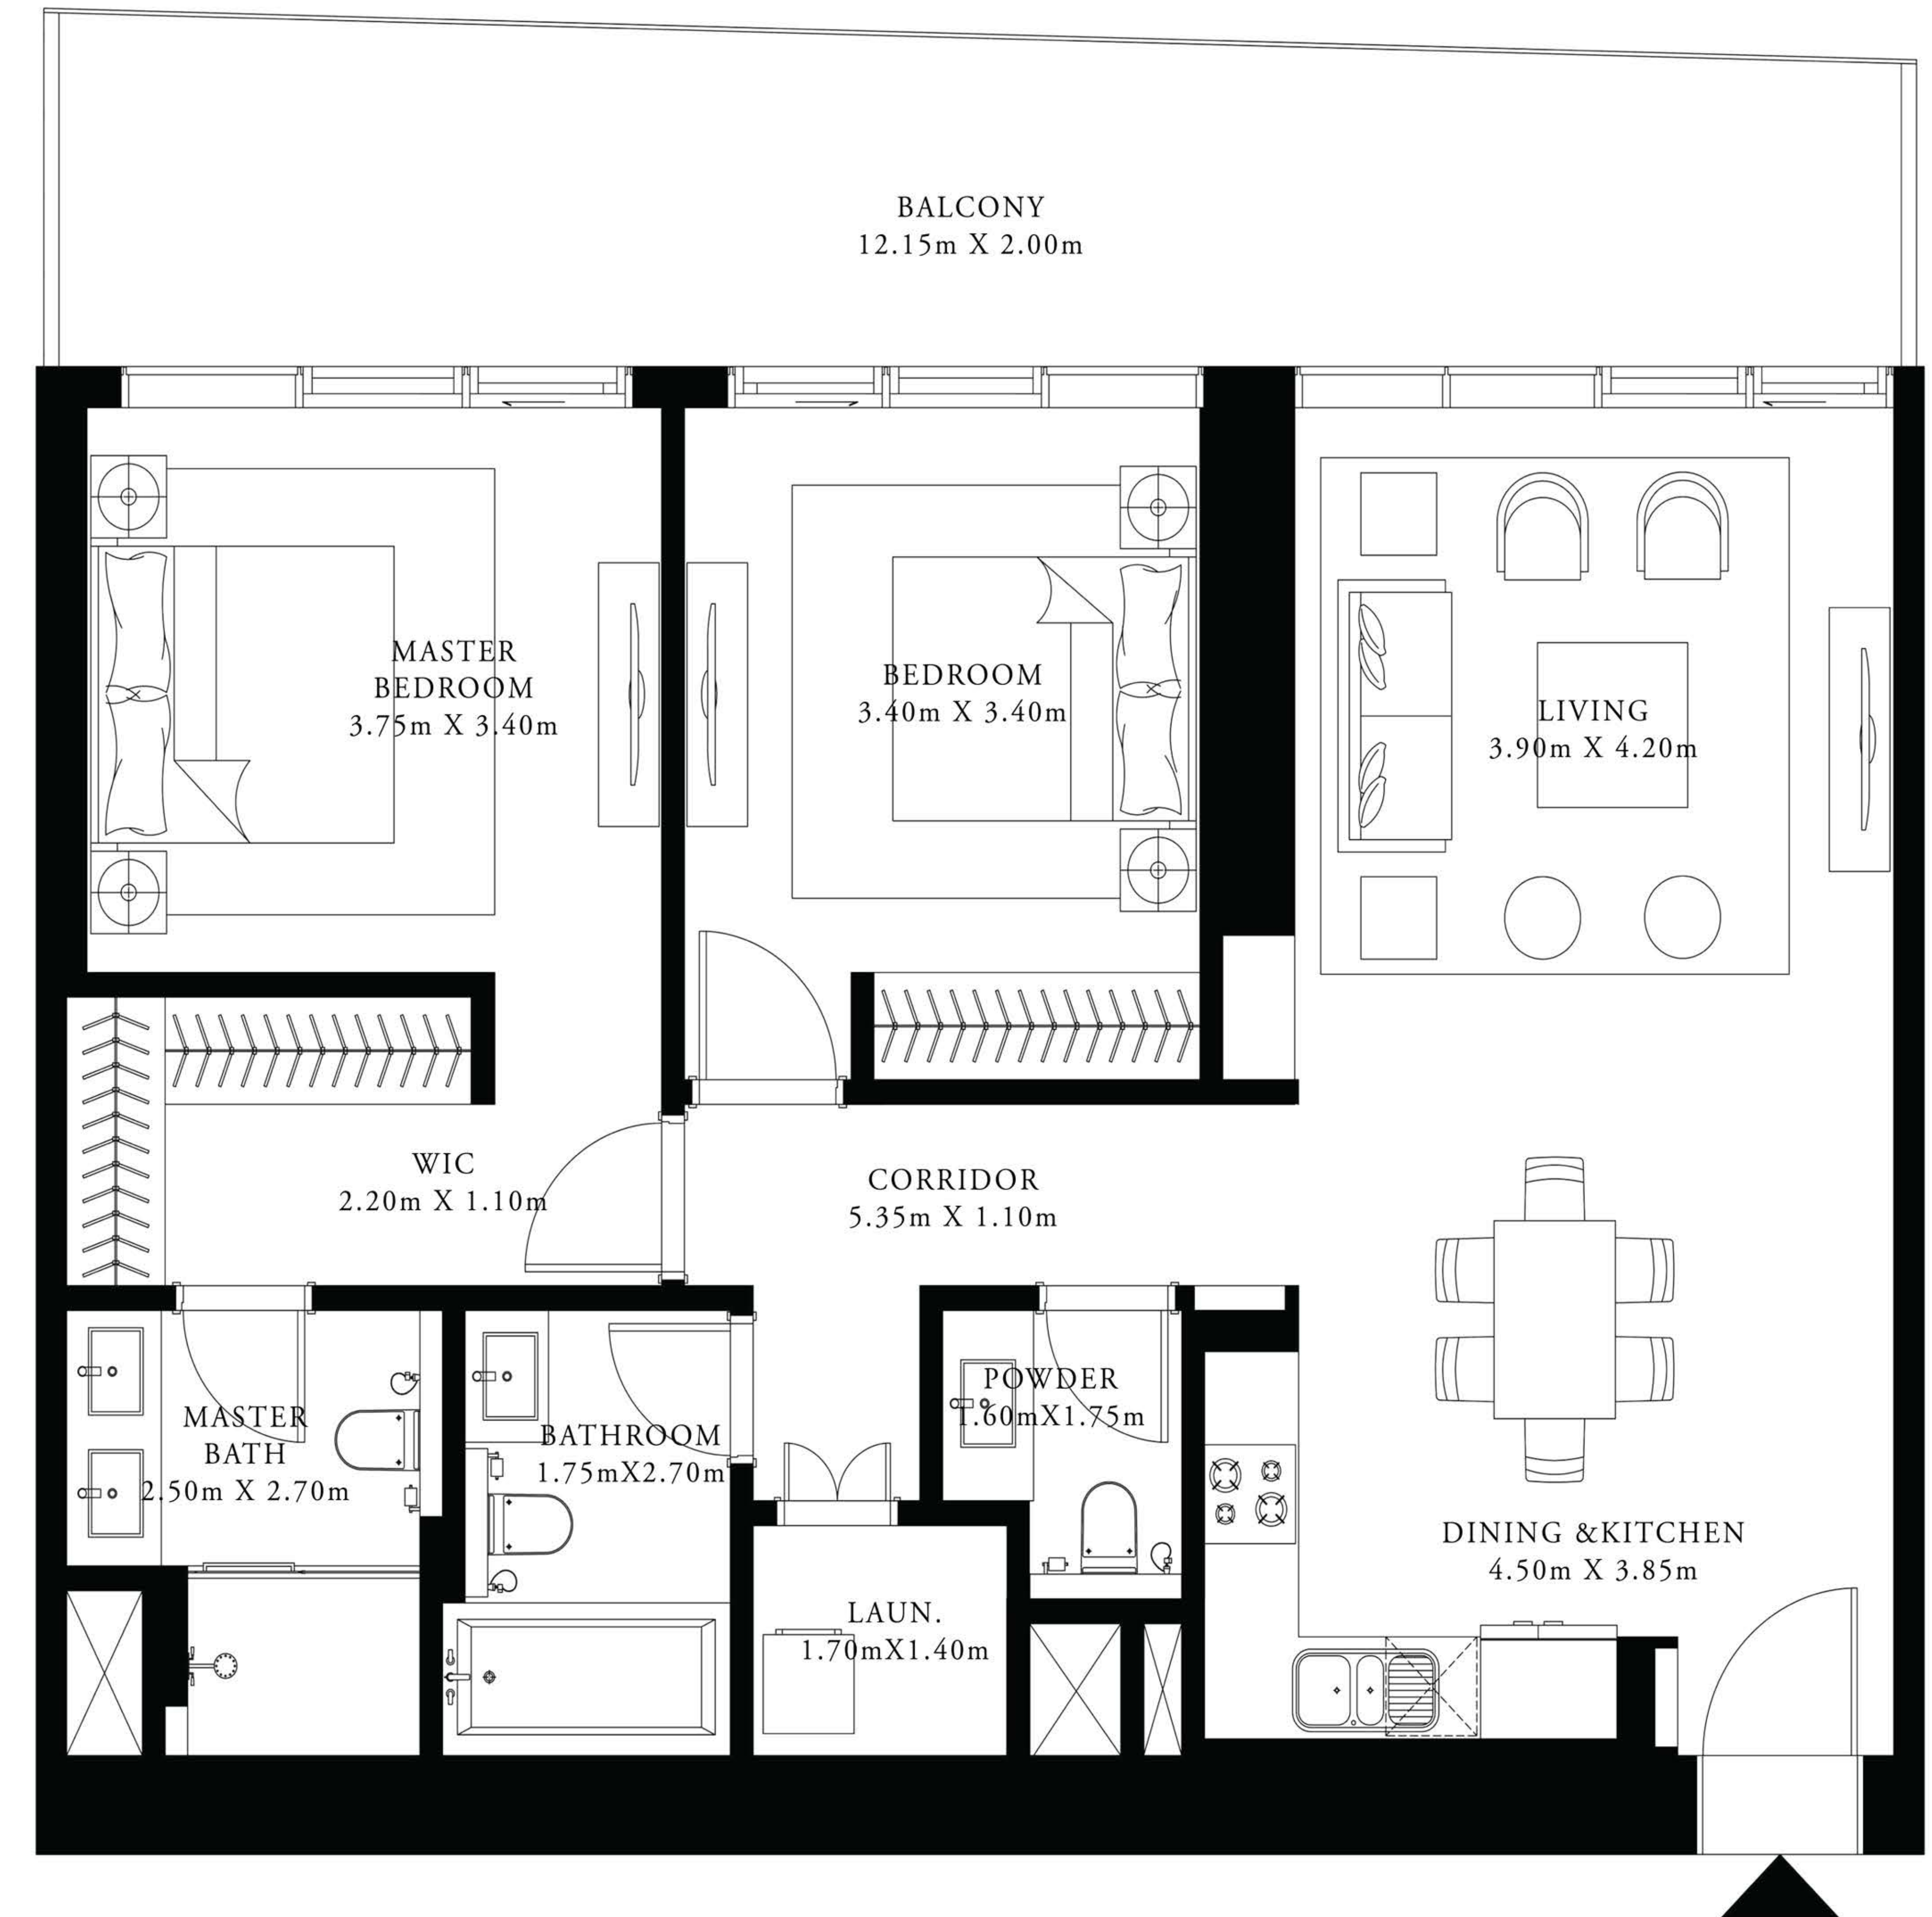 BALCONY
12.15m X 2.00m
MASTER
BEDROOM
3.75m X 3.40m
BEDROOM
3.40m X 3.40m
LIVING
3.90m X 4.20m
WIC
2.20m X 1.10m
CORRIDOR
5.35m X 1.10m
MASTER
BATH
2.50m X 2.70m
BATHROOM
1.75mX2.70m
POWDER
1.60mX1.75m
LAUN.
1.70mX1.40m
DINING &KITCHEN
4.50m X 3.85m